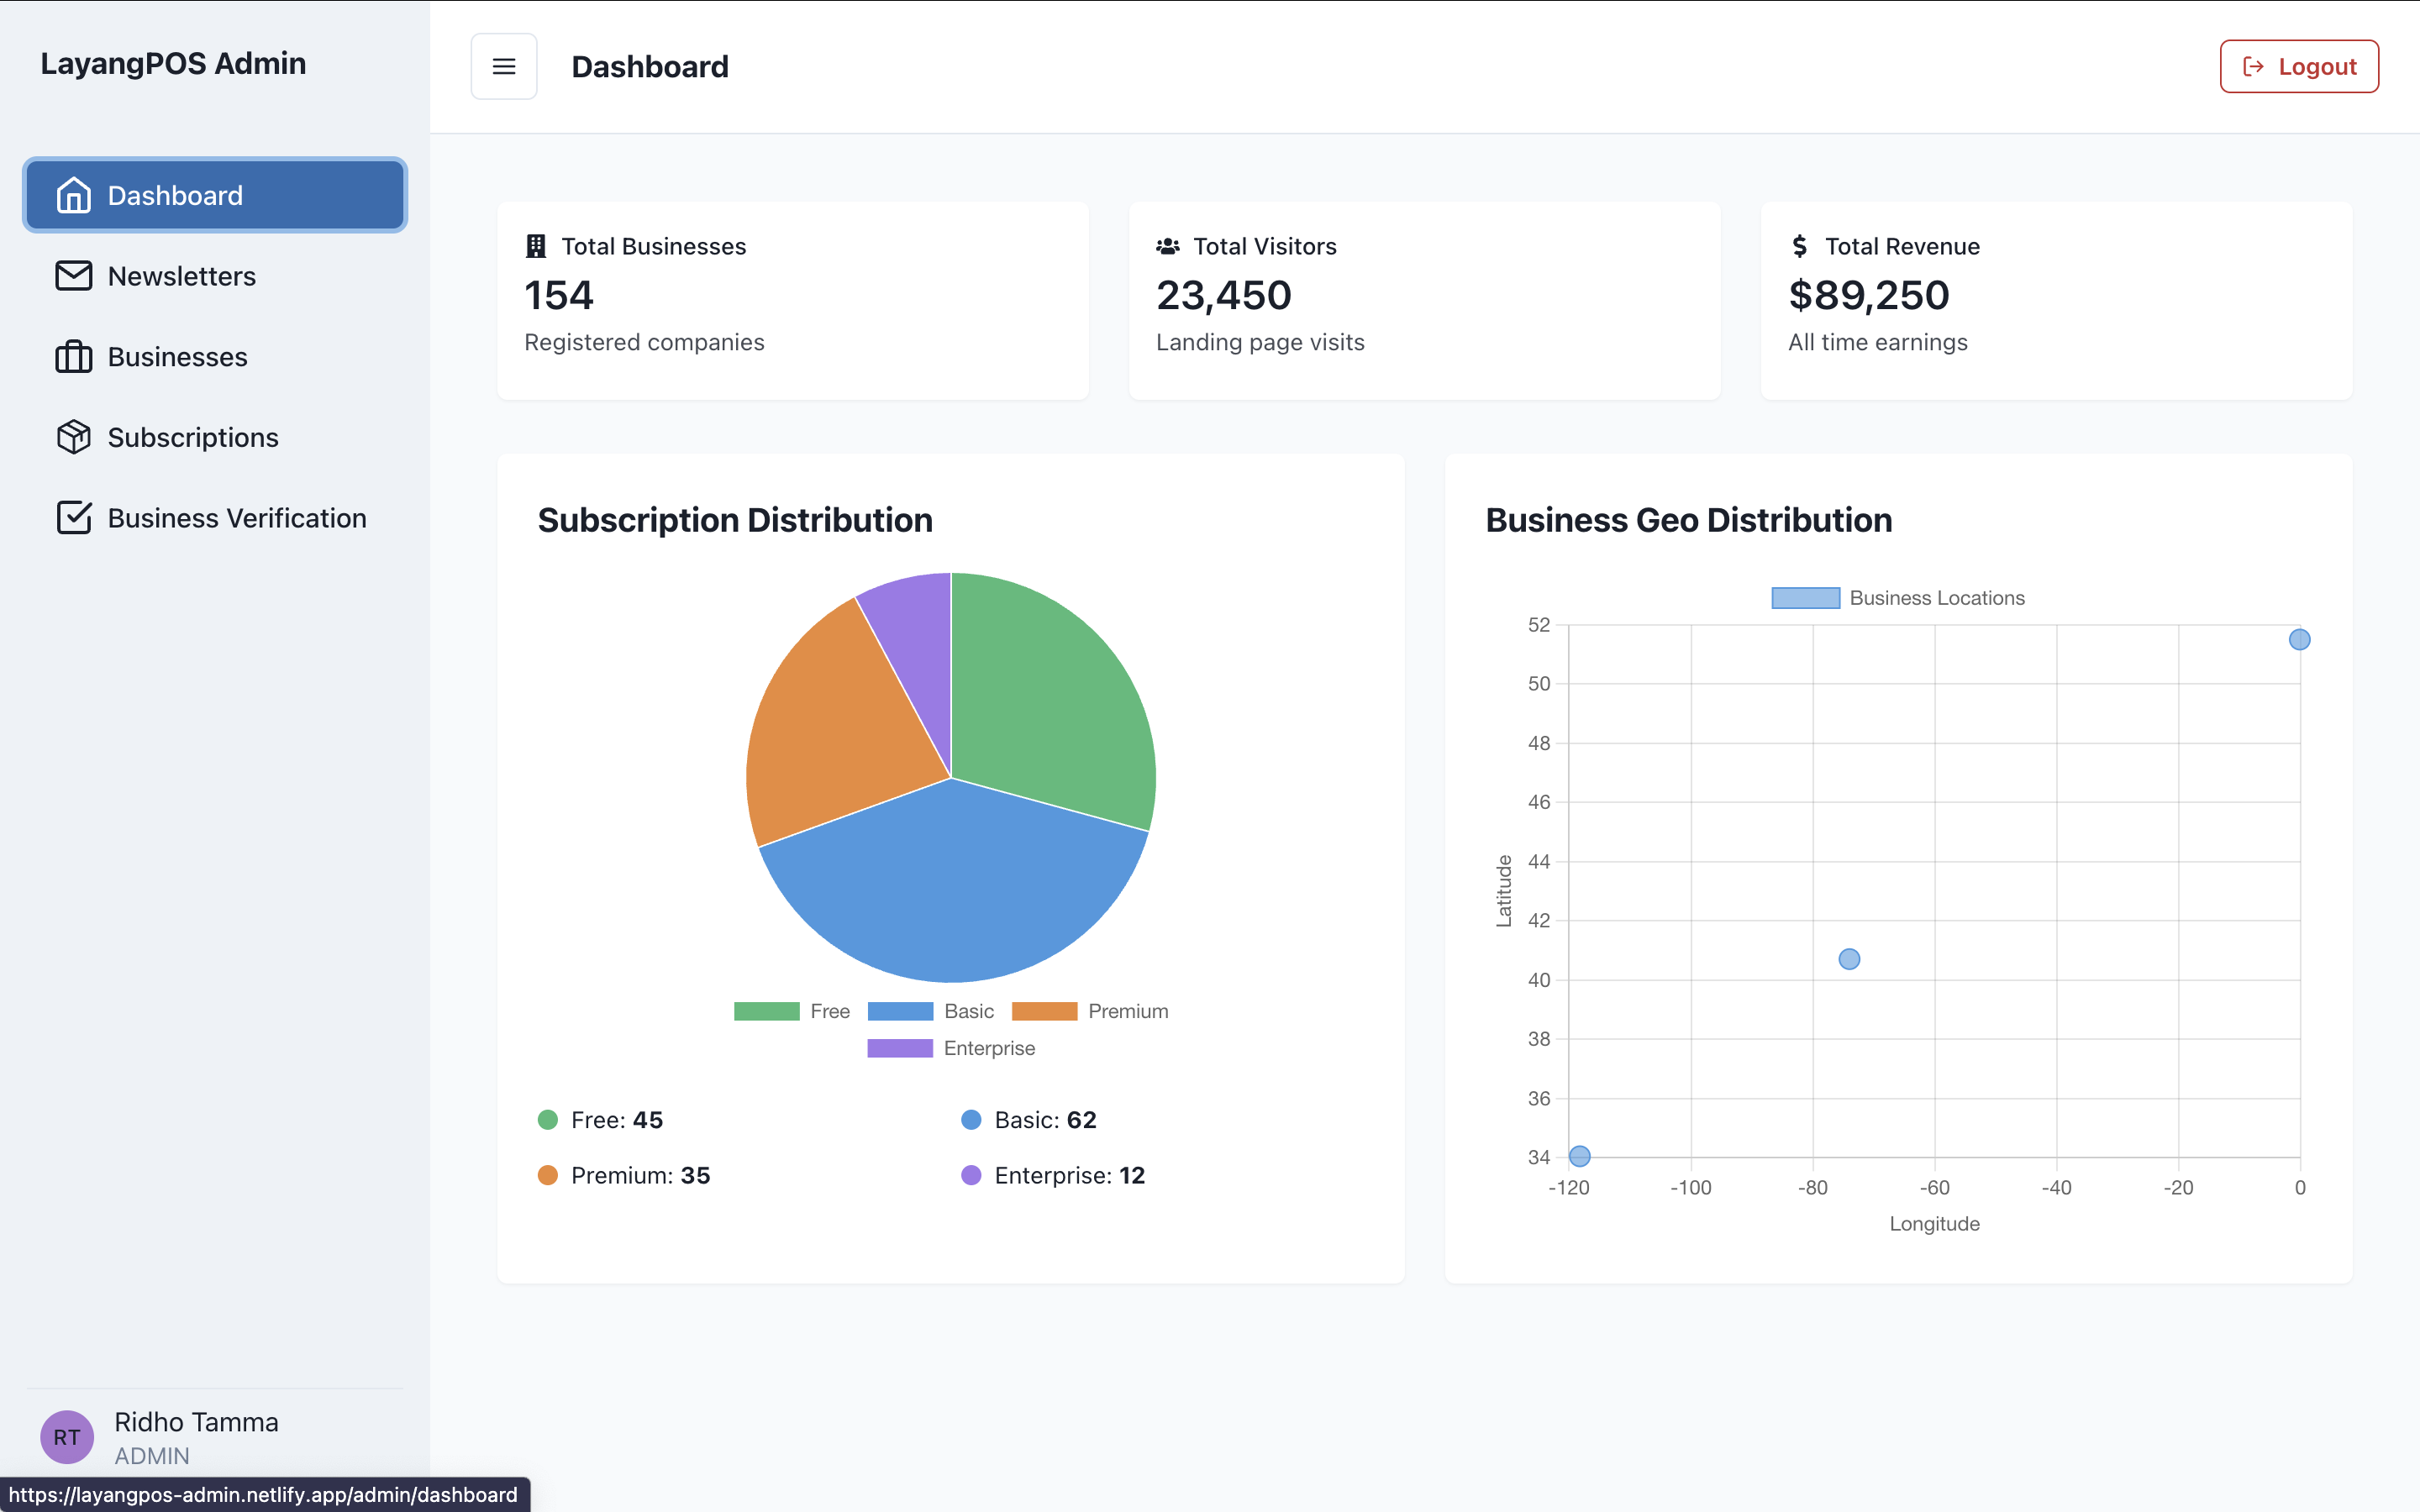 LayangPOS Admin
Dashboard
Newsletters
Businesses
Subscriptions
Business Verification
Ridho Tamma
RT
ADMIN
https://layangpos-admin.netlify.app/admin/dashboard
Dashboard
Logout
Total Businesses
154
Registered companies
Total Visitors
23,450
Landing page visits
$ Total Revenue
$89,250
All time earnings
Subscription Distribution
Free Basic Premium
Enterprise
Free: 45
Basic: 62
Premium: 35
Enterprise: 12
Business Geo Distribution
Business Locations
52
50
48
46
44
42
40
38
36
34
Latitude
-120 -100 -80 -60 -40 -20 0
Longitude